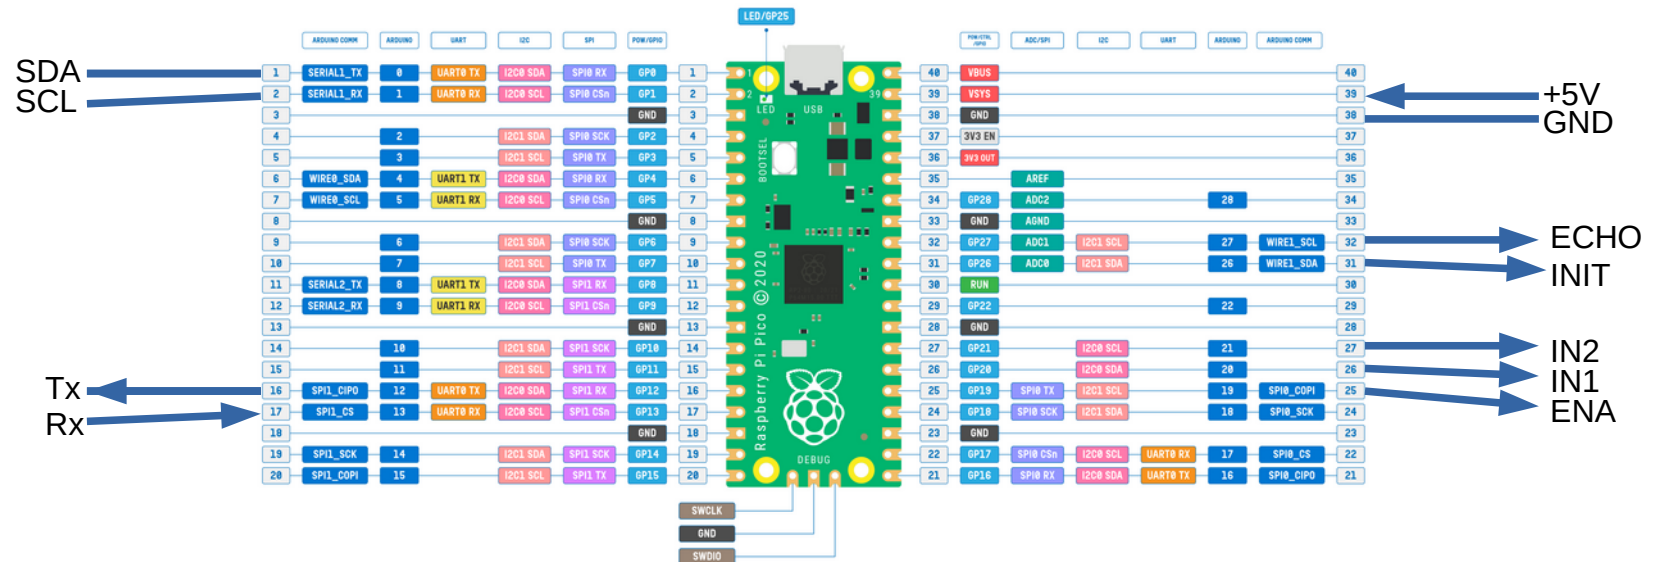 LED/GP25
ARDUINO COMM ARDUINO UART I2C SPI POW/GPIO POW/CTRL /GPIO ADC/SPI I2C UART ARDUINO ARDUINO COMM
SDA 1 SERIAL1_TX 0 UART0 TX I2C0 SDA SPI0 RX GP0 1 1 40 VBUS 40
SCL 2 SERIAL1_RX 1 UART0 RX I2C0 SCL SPI0 CSn GP1 2 2 LED USB 39 39 VSYS 39 +5V
3 GND 3 38 GND 38 GND
4 2 I2C1 SDA SPI0 SCK GP2 4 37 3V3 EN 37
5 3 I2C1 SCL SPI0 TX GP3 5 BOOTSEL 36 3V3 OUT 36
6 WIRE0_SDA 4 UART1 TX I2C0 SDA SPI0 RX GP4 6 35 AREF 35
7 WIRE0_SCL 5 UART1 RX I2C0 SCL SPI0 CSn GP5 7 34 GP28 ADC2 28 34
8 GND 8 33 GND AGND 33
9 6 I2C1 SDA SPI0 SCK GP6 9 32 GP27 ADC1 I2C1 SCL 27 WIRE1_SCL 32 ECHO
10 7 I2C1 SCL SPI0 TX GP7 10 31 GP26 ADC0 I2C1 SDA 26 WIRE1_SDA 31 INIT
11 SERIAL2_TX 8 UART1 TX I2C0 SDA SPI1 RX GP8 11 30 RUN 30
12 SERIAL2_RX 9 UART1 RX I2C0 SCL SPI1 CSn GP9 12 29 GP22 22 29
13 GND 13 28 GND 28
14 10 I2C1 SDA SPI1 SCK GP10 14 27 GP21 I2C0 SCL 21 27 IN2
15 11 I2C1 SCL SPI1 TX GP11 15 26 GP20 I2C0 SDA 20 26 IN1
Tx 16 SPI1_CIPO 12 UART0 TX I2C0 SDA SPI1 RX GP12 16 25 GP19 SPI0 TX I2C1 SCL 19 SPI0_COPI 25 ENA
Rx 17 SPI1_CS 13 UART0 RX I2C0 SCL SPI1 CSn GP13 17 24 GP18 SPI0 SCK I2C1 SDA 18 SPI0_SCK 24
18 GND 18 23 GND 23
19 SPI1_SCK 14 I2C1 SDA SPI1 SCK GP14 19 22 GP17 SPI0 CSn I2C0 SCL UART0 RX 17 SPI0_CS 22
20 SPI1_COPI 15 I2C1 SCL SPI1 TX GP15 20 21 GP16 SPI0 RX I2C0 SDA UART0 TX 16 SPI0_CIPO 21
Raspberry Pi Pico © 2020
DEBUG
SWCLK
GND
SWDIO